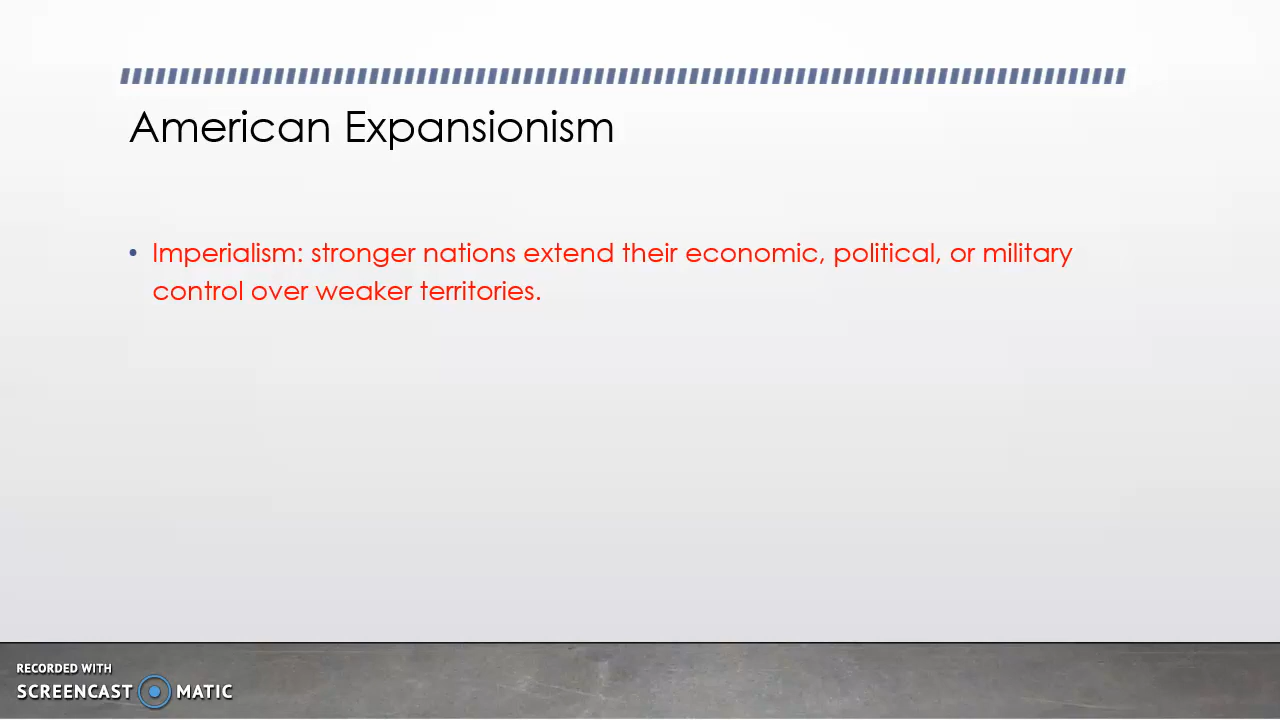 American Expansionism
• Imperialism: stronger nations extend their economic, political, or military
control over weaker territories.
RECORDED WITH
SCREENCAST MATIC